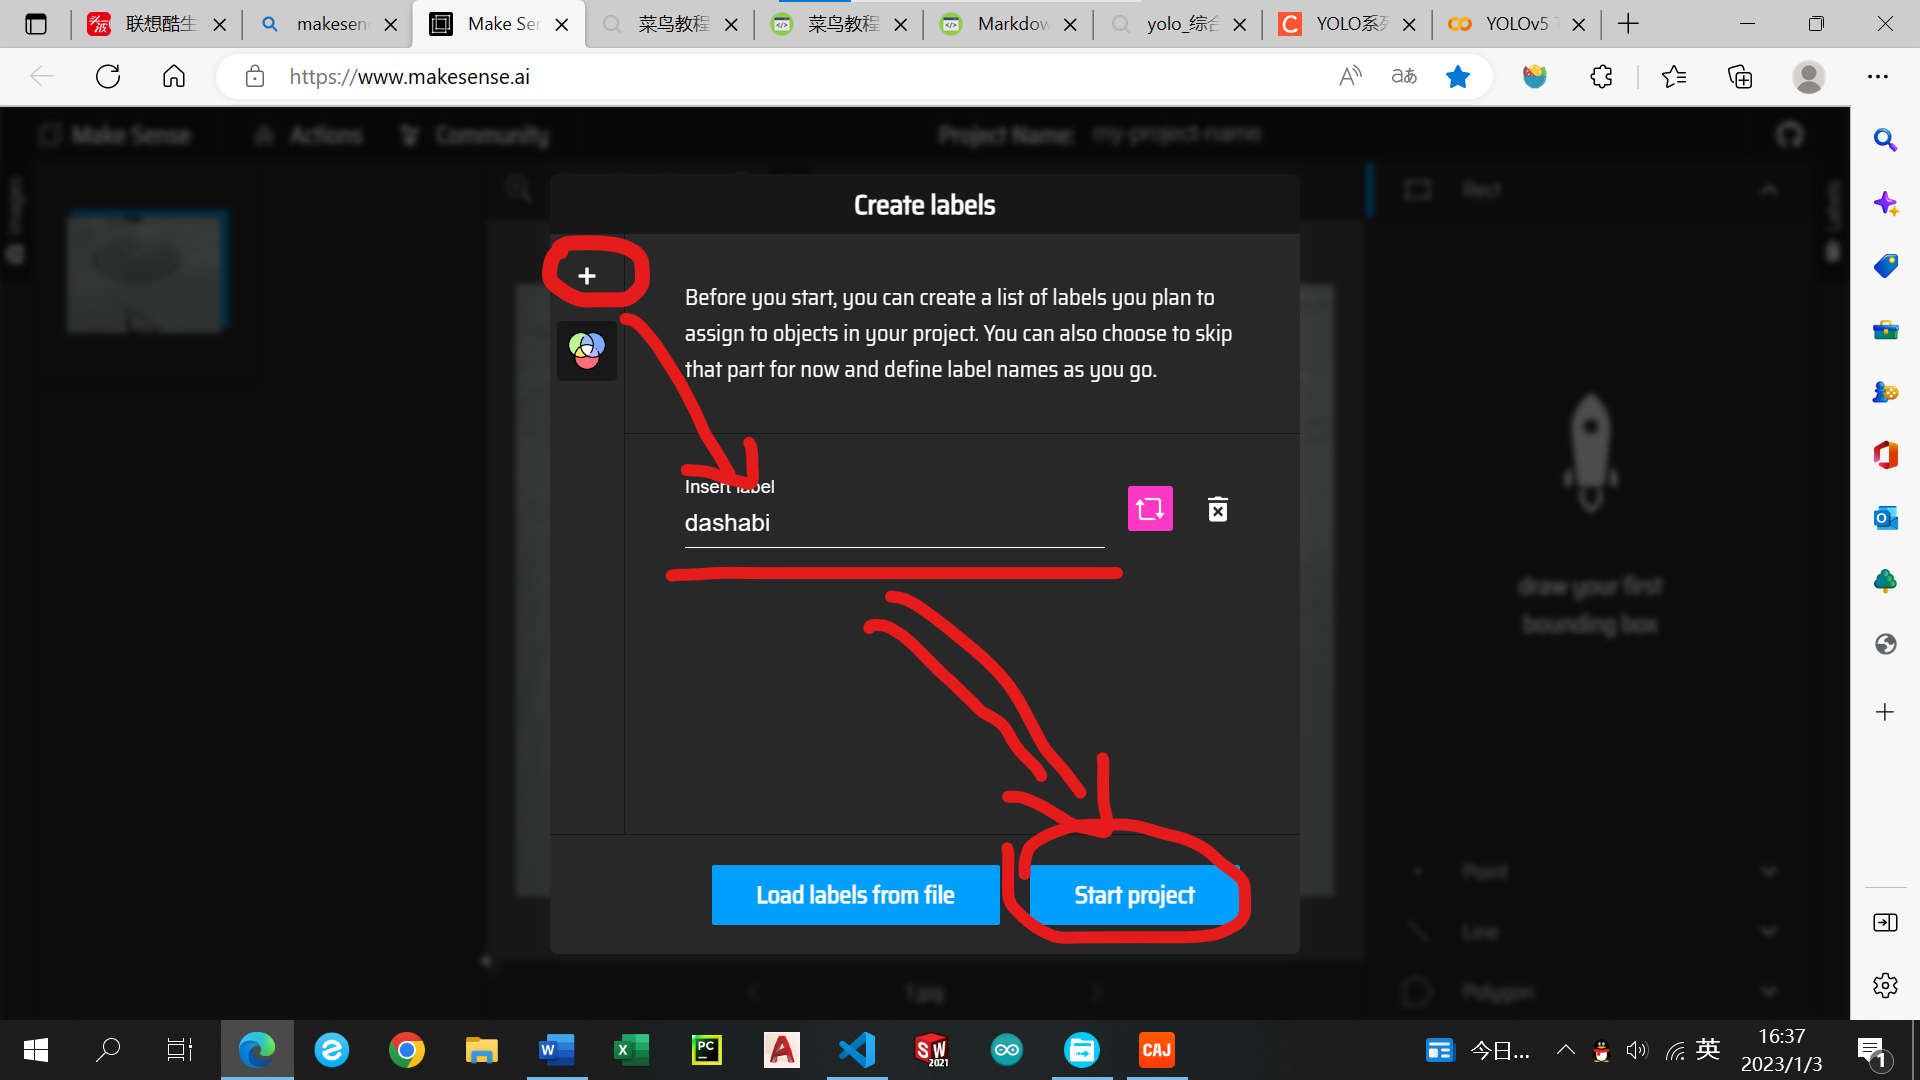 联想酷生
makesens
Make Sen
菜鸟教程
菜鸟教程
Markdow
yolo_综合
YOLO系列
YOLOv5 T
https://www.makesense.ai
Make Sense
Actions
Community
Project Name:
my-project-name
Images
Labels
Rect
Create labels
Before you start, you can create a list of labels you plan to
assign to objects in your project. You can also choose to skip
that part for now and define label names as you go.
Insert label
dashabi
draw your first
bounding box
Load labels from file
Start project
Point
Line
Polygon
1.jpg
今日...
英
16:37
2023/1/3
1